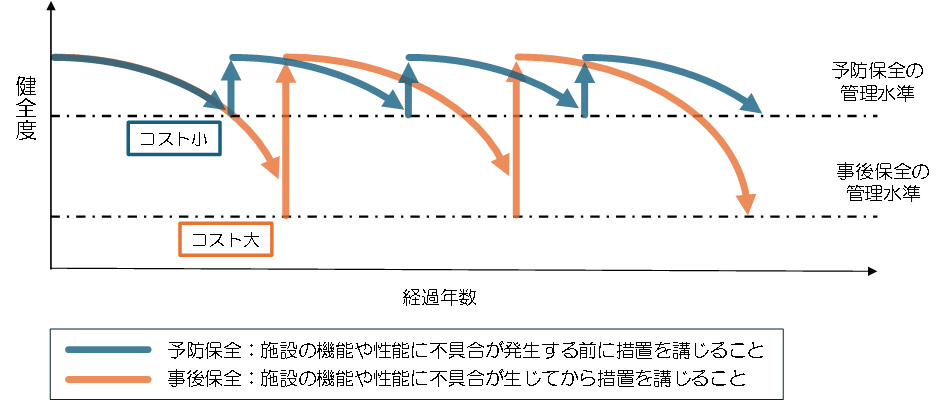 健全度
予防保全の
管理水準
コスト小
事後保全の
管理水準
コスト大
経過年数
予防保全：施設の機能や性能に不具合が発生する前に措置を講じること
事後保全：施設の機能や性能に不具合が生じてから措置を講じること